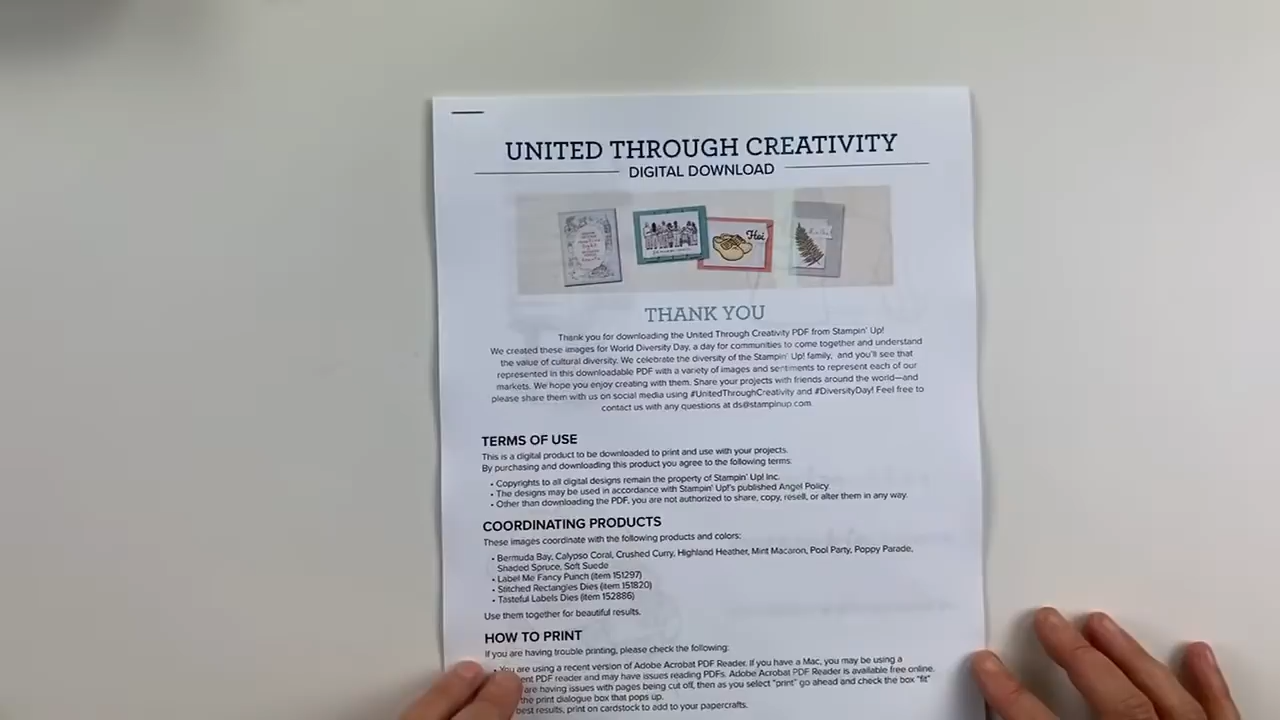 UNITED THROUGH CREATIVITY
DIGITAL DOWNLOAD
Hei
THANK YOU
Thank you for downloading the United Through Creativity PDF from Stampin' Up!
We created these images for World Diversity Day, a day for communities to come together and understand
the value of cultural diversity. We celebrate the diversity of the Stampin' Up! family, and you'll see that
represented in this downloadable PDF with a variety of images and sentiments to represent each of our
markets. We hope you enjoy creating with them. Share your projects with friends around the world—and
please share them with us on social media using #UnitedThroughCreativity and #DiversityDay! Feel free to
contact us with any questions at ds@stampinup.com.
TERMS OF USE
This is a digital product to be downloaded to print and use with your projects.
By purchasing and downloading this product you agree to the following terms:
• Copyrights to all digital designs remain the property of Stampin' Up! Inc.
• The designs may be used in accordance with Stampin' Up!'s published Angel Policy.
• Other than downloading the PDF, you are not authorized to share, copy, resell, or alter them in any way.
COORDINATING PRODUCTS
These images coordinate with the following products and colors:
• Bermuda Bay, Calypso Coral, Crushed Curry, Highland Heather, Mint Macaron, Pool Party, Poppy Parade,
Shaded Spruce, Soft Suede
• Label Me Fancy Punch (item 151297)
• Stitched Rectangles Dies (item 151820)
• Tasteful Labels Dies (item 152886)
Use them together for beautiful results.
HOW TO PRINT
If you are having trouble printing, please check the following:
• You are using a recent version of Adobe Acrobat PDF Reader. If you have a Mac, you may be using a
ent PDF reader and may have issues reading PDFs. Adobe Acrobat PDF Reader is available free online.
are having issues with pages being cut off, then as you select "print" go ahead and check the box "fit"
the print dialogue box that pops up.
best results, print on cardstock to add to your papercrafts.